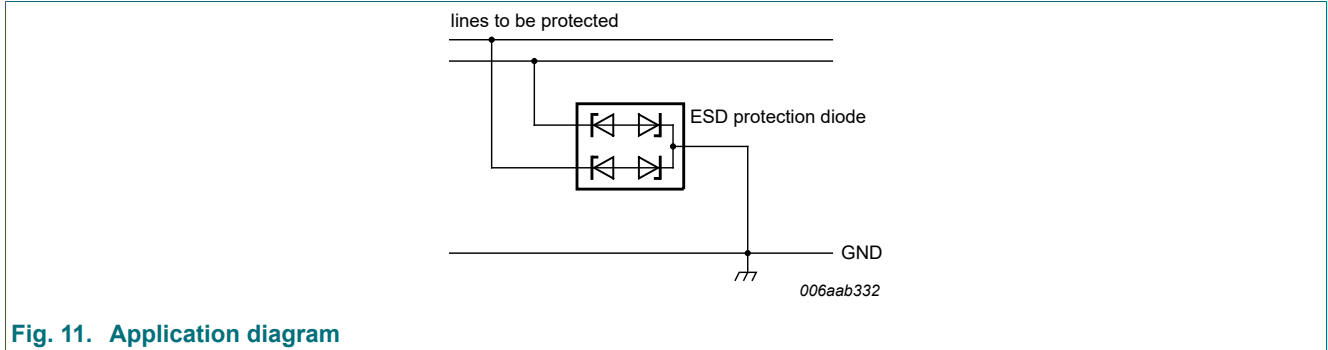 lines to be protected
ESD protection diode
GND
006aab332
Fig. 11. Application diagram